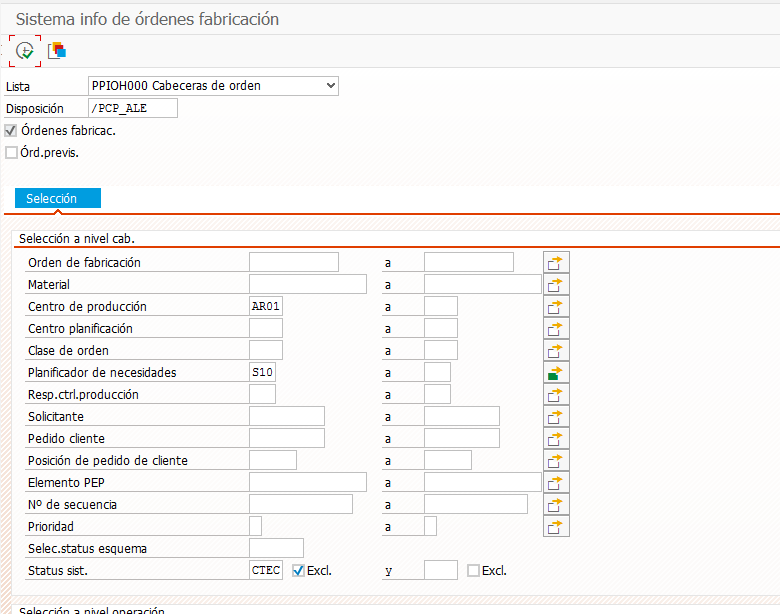 Sistema info de órdenes fabricación
Lista PPIOH000 Cabeceras de orden
Disposición /PCP_ALE
Órdenes fabricac.
Órd.previs.
Selección
Selección a nivel cab.
Orden de fabricación a
Material a
Centro de producción AR01 a
Centro planificación a
Clase de orden a
Planificador de necesidades S10 a
Resp.ctrl.producción a
Solicitante a
Pedido cliente a
Posición de pedido de cliente a
Elemento PEP a
Nº de secuencia a
Prioridad a
Selec.status esquema
Status sist. CTEC Excl. y Excl.
Selección a nivel operación